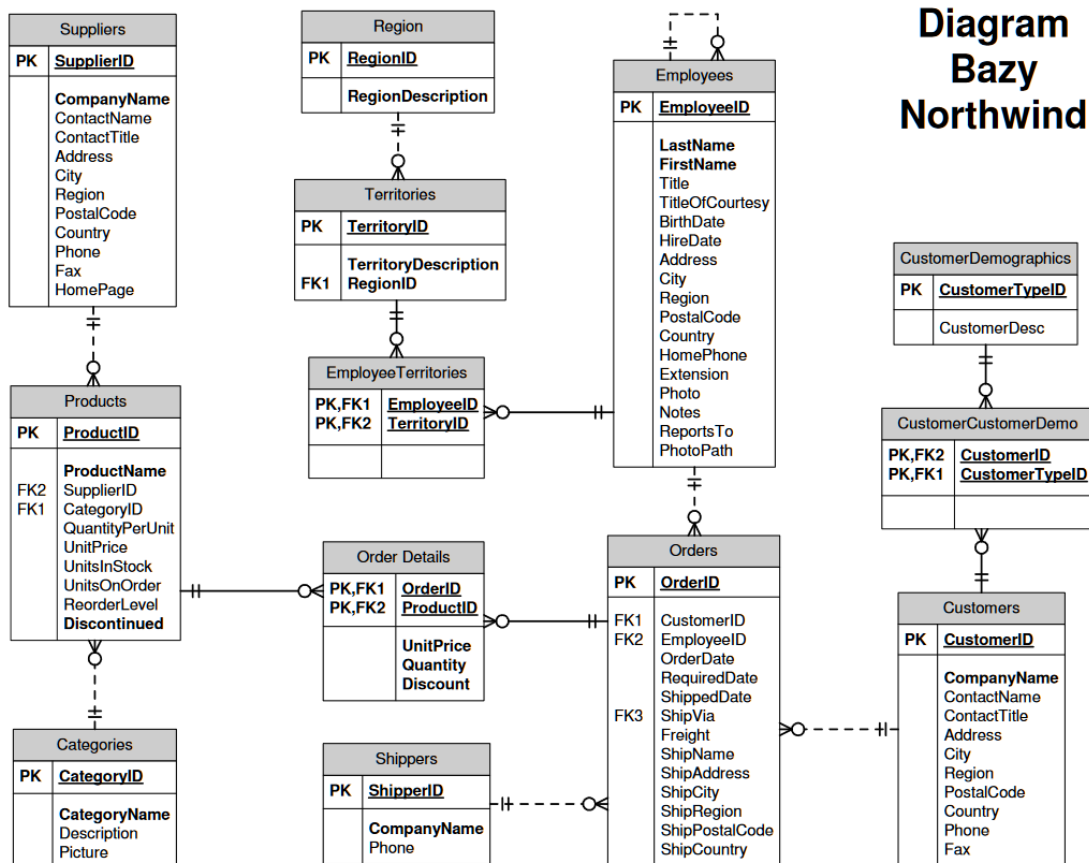 Diagram
Bazy
Northwind
Suppliers
PK SupplierID
CompanyName
ContactName
ContactTitle
Address
City
Region
PostalCode
Country
Phone
Fax
HomePage
Region
PK RegionID
RegionDescription
Territories
PK TerritoryID
TerritoryDescription
FK1 RegionID
EmployeeTerritories
PK,FK1 EmployeeID
PK,FK2 TerritoryID
Employees
PK EmployeeID
LastName
FirstName
Title
TitleOfCourtesy
BirthDate
HireDate
Address
City
Region
PostalCode
Country
HomePhone
Extension
Photo
Notes
ReportsTo
PhotoPath
CustomerDemographics
PK CustomerTypeID
CustomerDesc
CustomerCustomerDemo
PK,FK2 CustomerID
PK,FK1 CustomerTypeID
Products
PK ProductID
ProductName
FK2 SupplierID
FK1 CategoryID
QuantityPerUnit
UnitPrice
UnitsInStock
UnitsOnOrder
ReorderLevel
Discontinued
Order Details
PK,FK1 OrderID
PK,FK2 ProductID
UnitPrice
Quantity
Discount
Orders
PK OrderID
FK1 CustomerID
FK2 EmployeeID
OrderDate
RequiredDate
ShippedDate
FK3 ShipVia
Freight
ShipName
ShipAddress
ShipCity
ShipRegion
ShipPostalCode
ShipCountry
Customers
PK CustomerID
CompanyName
ContactName
ContactTitle
Address
City
Region
PostalCode
Country
Phone
Fax
Categories
PK CategoryID
CategoryName
Description
Picture
Shippers
PK ShipperID
CompanyName
Phone